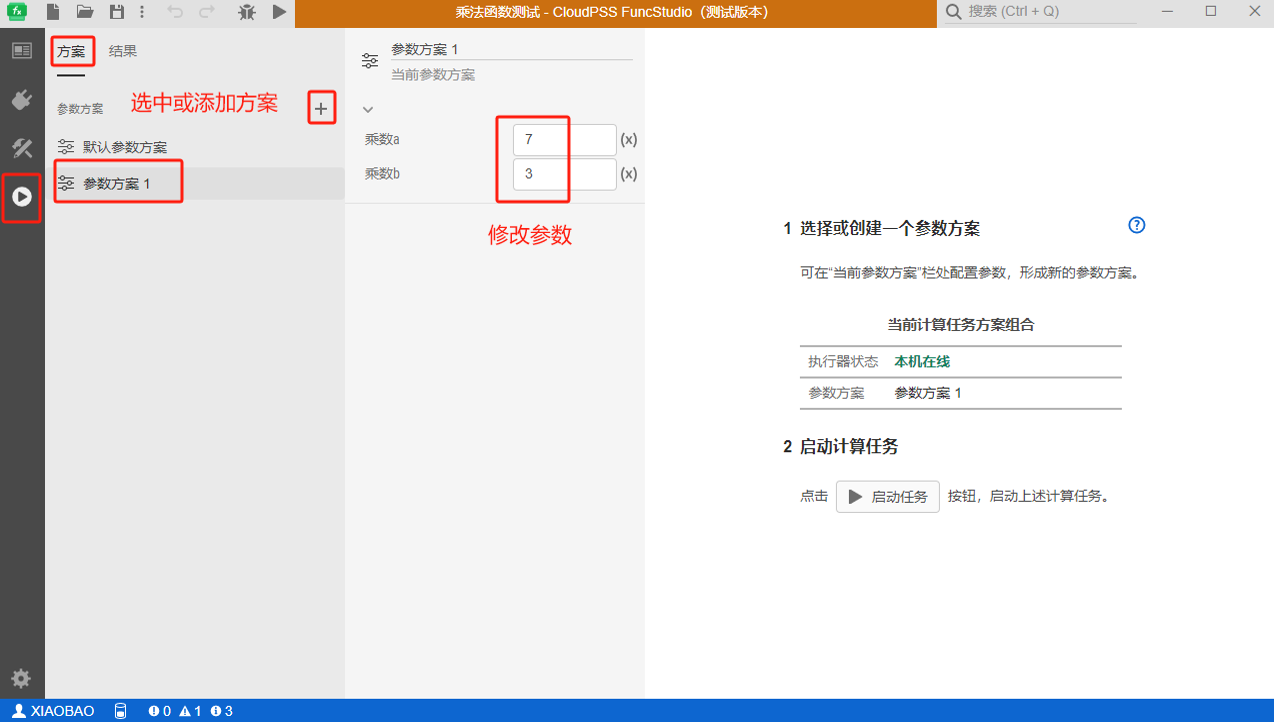 fx
乘法函数测试 - CloudPSS FuncStudio（测试版本）
搜索 (Ctrl + Q)
方案
结果
参数方案
选中或添加方案
默认参数方案
参数方案 1
参数方案 1
当前参数方案
乘数a
7
(x)
乘数b
3
(x)
修改参数
1 选择或创建一个参数方案
可在“当前参数方案”栏处配置参数，形成新的参数方案。
当前计算任务方案组合
执行器状态 本机在线
参数方案 参数方案 1
2 启动计算任务
点击 启动任务 按钮，启动上述计算任务。
XIAOBAO
0 1 3